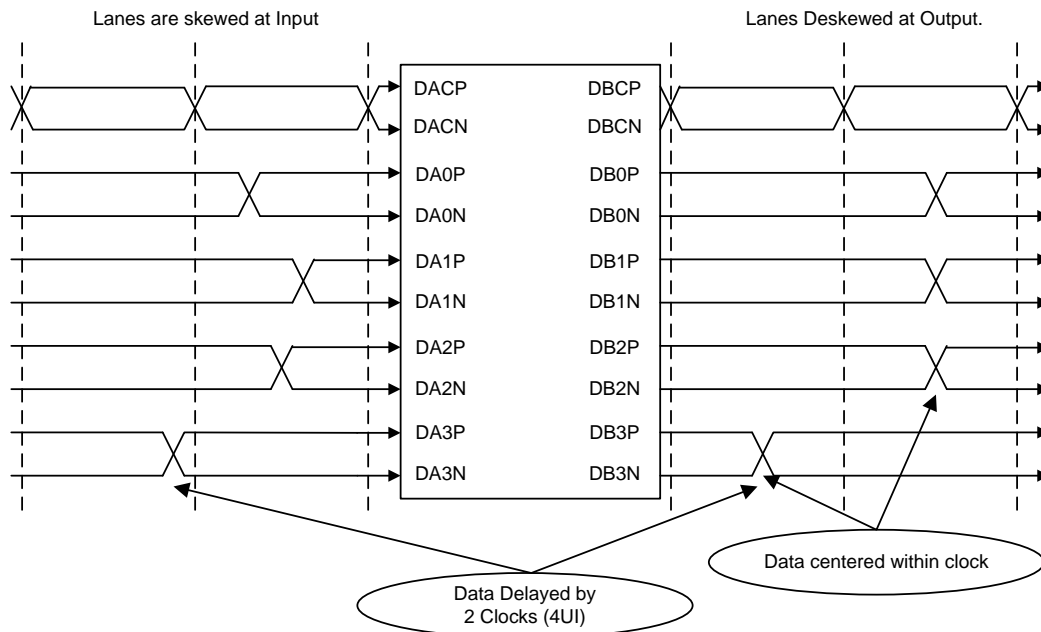 Lanes are skewed at Input
Lanes Deskewed at Output.
DACP
DBCP
DACN
DBCN
DA0P
DB0P
DA0N
DB0N
DA1P
DB1P
DA1N
DB1N
DA2P
DB2P
DA2N
DB2N
DA3P
DB3P
DA3N
DB3N
Data centered within clock
Data Delayed by
2 Clocks (4UI)